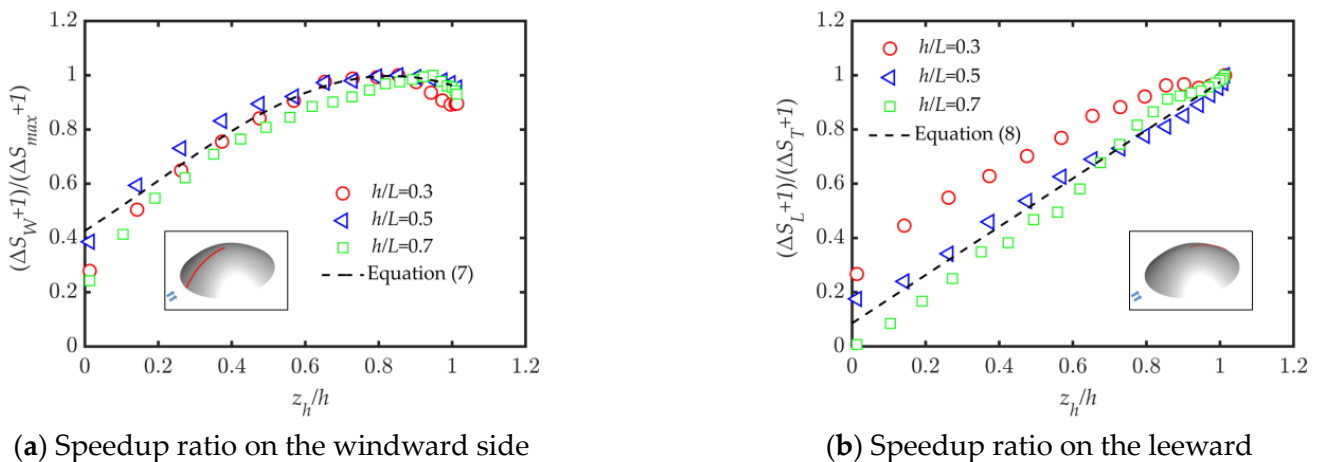 1.2
1
0.8
0.6
0.4
0.2
0
(ΔS_W+1)/(ΔS_max+1)
h/L=0.3
h/L=0.5
h/L=0.7
Equation (7)
0 0.2 0.4 0.6 0.8 1 1.2
z_h/h
(a) Speedup ratio on the windward side
1.2
1
0.8
0.6
0.4
0.2
0
(ΔS_L+1)/(ΔS_T+1)
h/L=0.3
h/L=0.5
h/L=0.7
Equation (8)
0 0.2 0.4 0.6 0.8 1 1.2
z_h/h
(b) Speedup ratio on the leeward